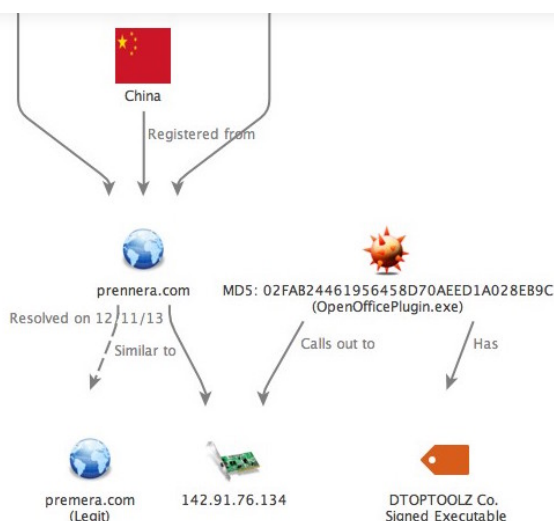 China
Registered from
prennera.com
MD5: 02FAB24461956458D70AEED1A028EB9C
(OpenOfficePlugin.exe)
Resolved on 12/11/13
Similar to
Calls out to
Has
premera.com
(Legit)
142.91.76.134
DTOPTOOLZ Co.
Signed Executable